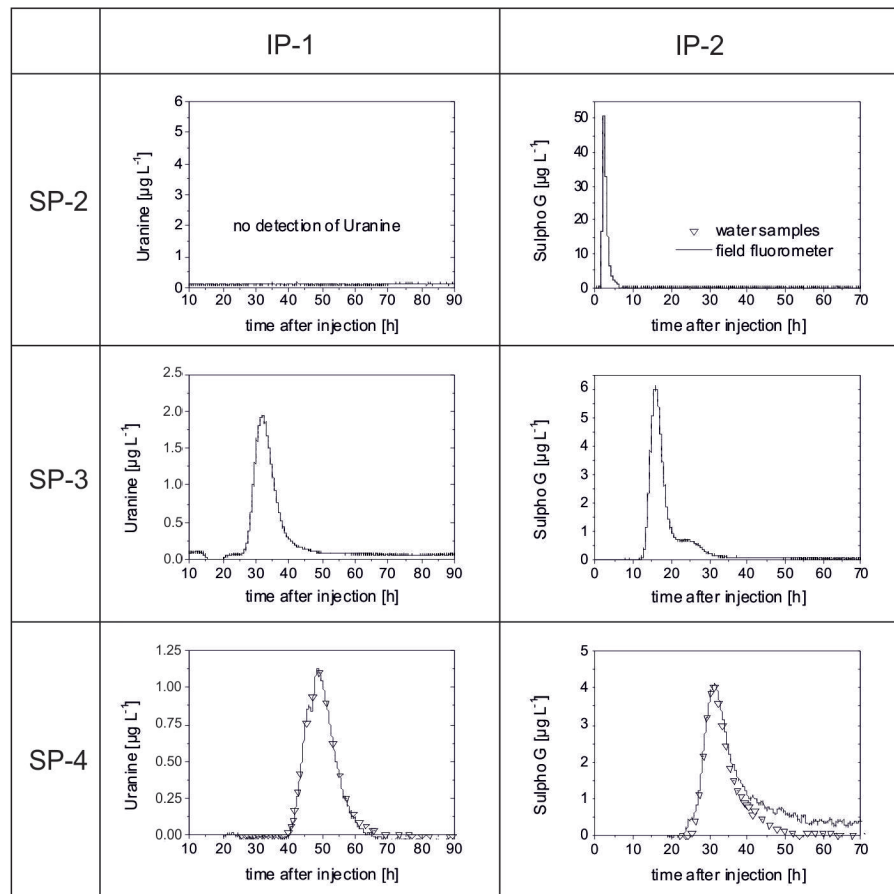 IP-1
IP-2
SP-2
Uranine [µg L⁻¹]
6
5
4
3
2
1
0
no detection of Uranine
10 20 30 40 50 60 70 80 90
time after injection [h]
Sulpho G [µg L⁻¹]
50
40
30
20
10
0
water samples
field fluorometer
0 10 20 30 40 50 60 70
time after injection [h]
SP-3
Uranine [µg L⁻¹]
2.5
2.0
1.5
1.0
0.5
0.0
10 20 30 40 50 60 70 80 90
time after injection [h]
Sulpho G [µg L⁻¹]
6
5
4
3
2
1
0
0 10 20 30 40 50 60 70
time after injection [h]
SP-4
Uranine [µg L⁻¹]
1.25
1.00
0.75
0.50
0.25
0.00
10 20 30 40 50 60 70 80 90
time after injection [h]
Sulpho G [µg L⁻¹]
5
4
3
2
1
0
0 10 20 30 40 50 60 70
time after injection [h]